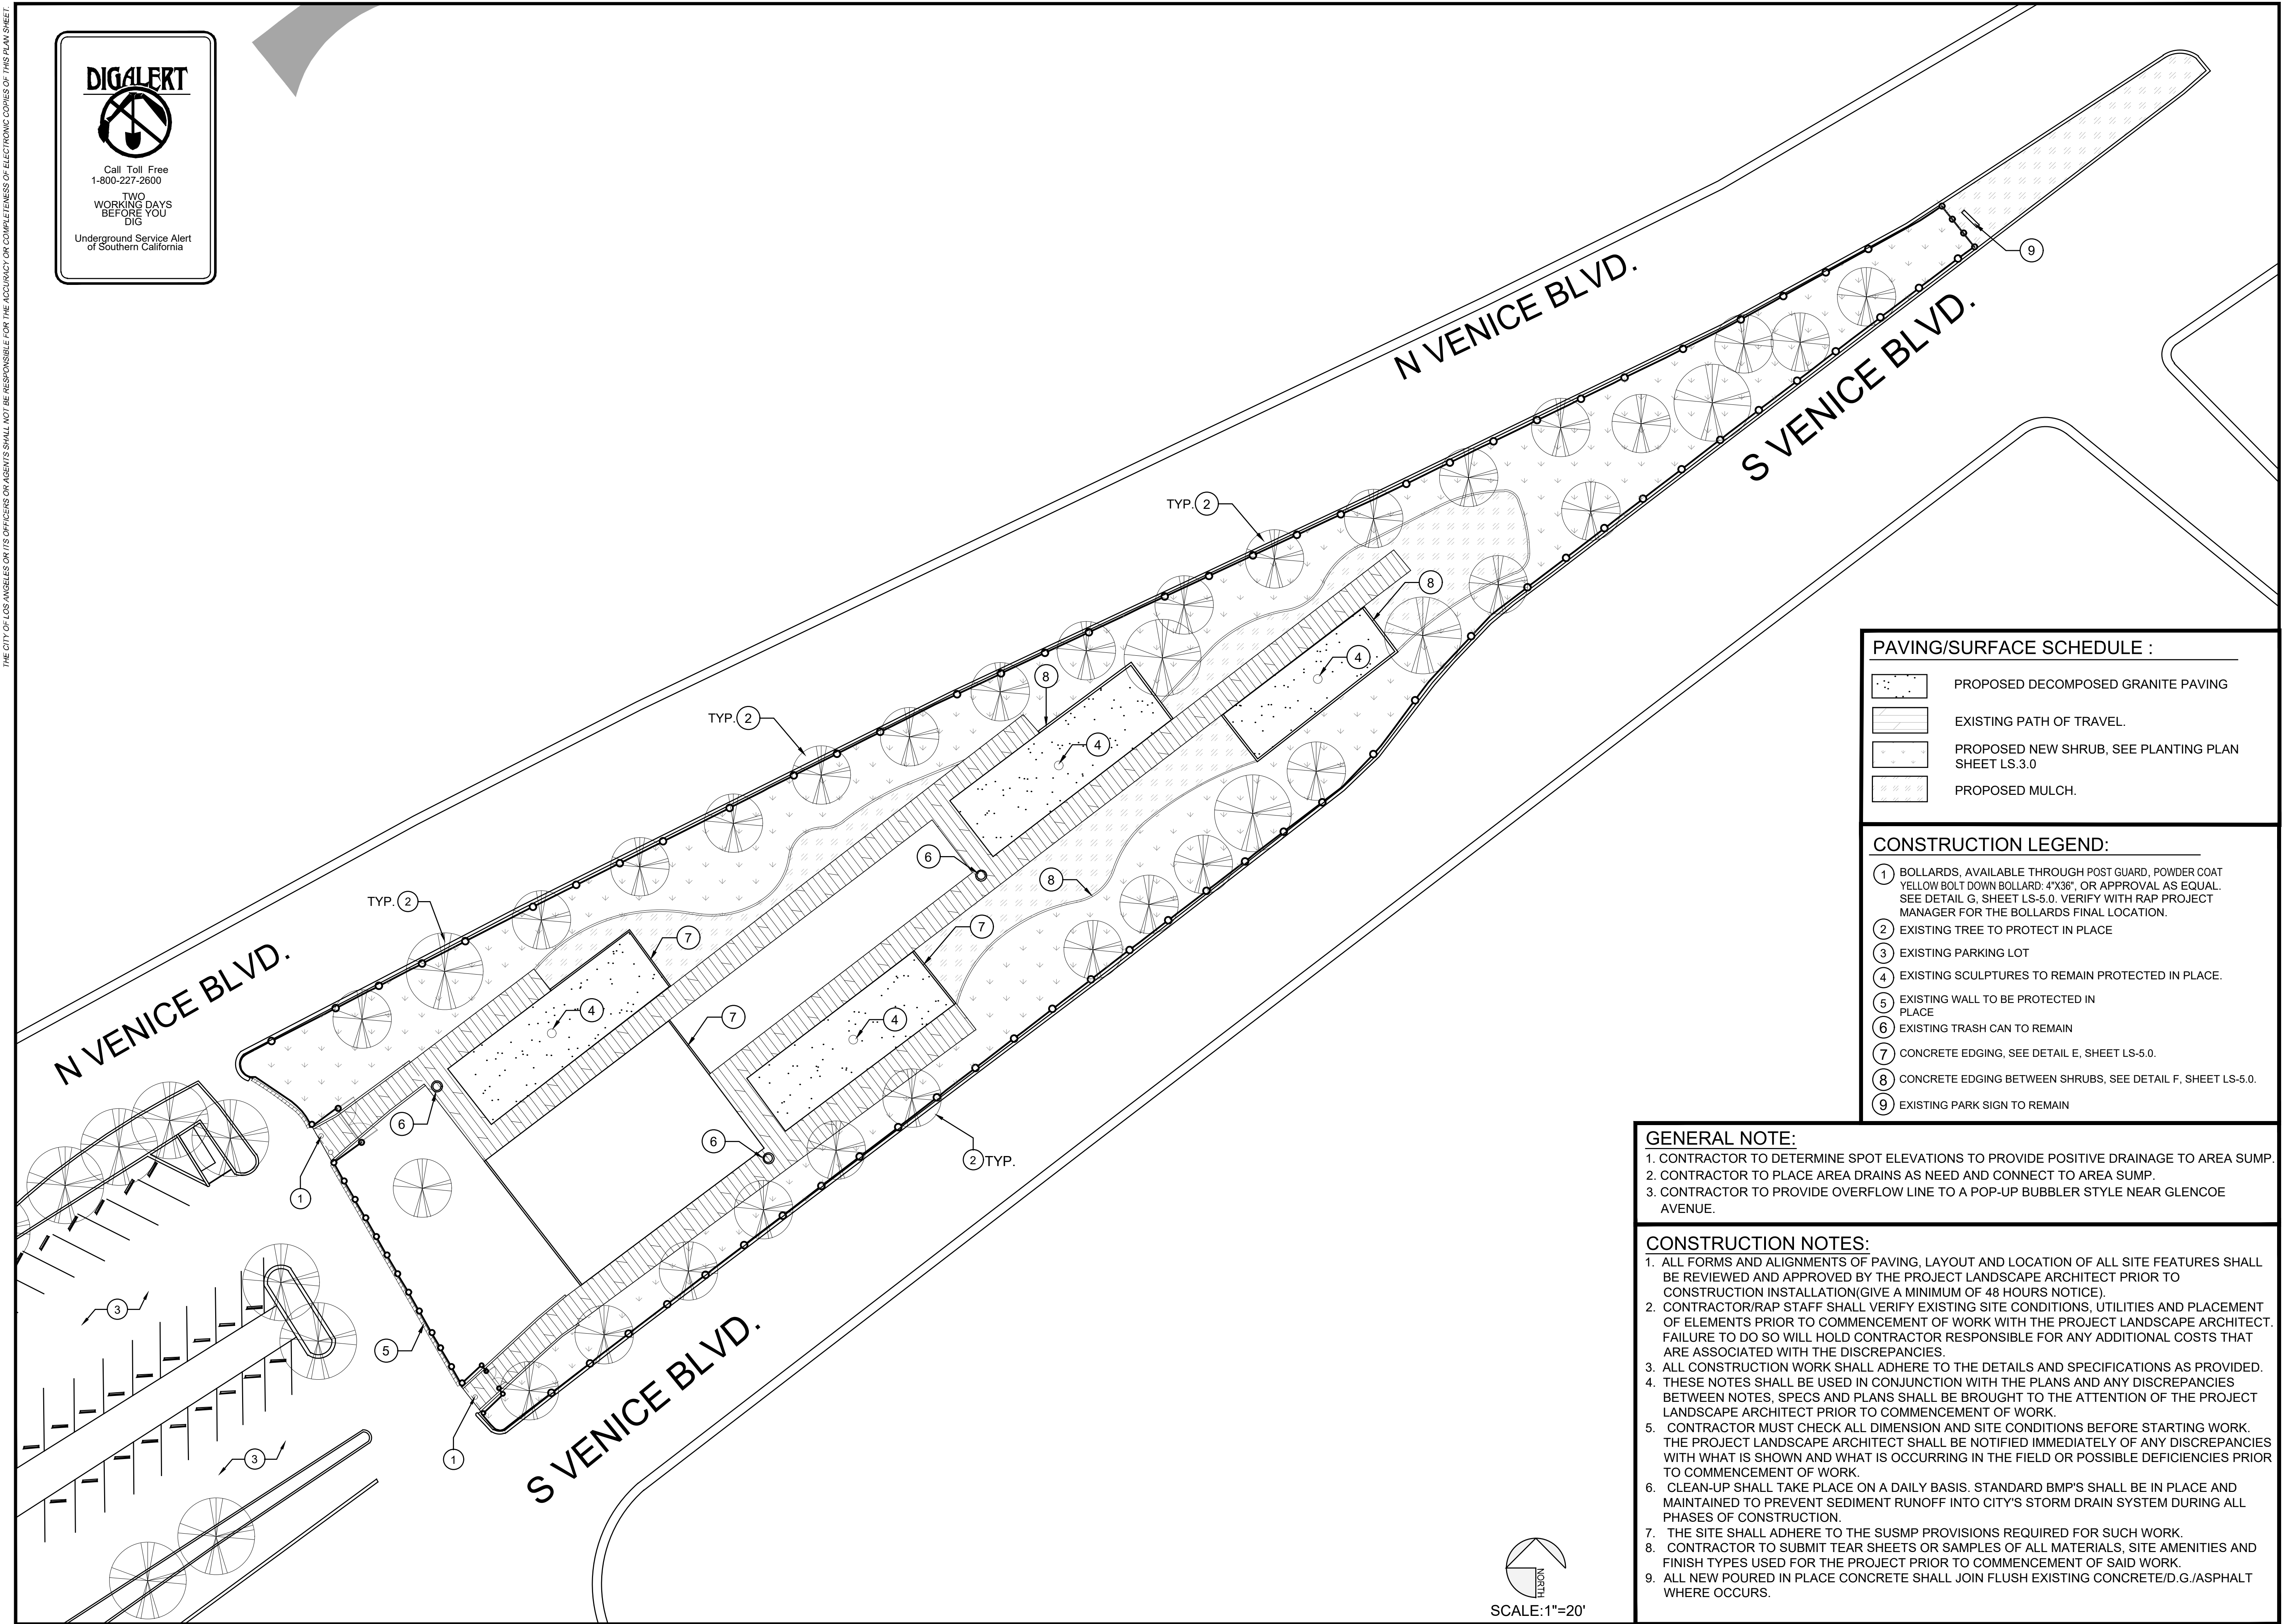 THE CITY OF LOS ANGELES OR ITS OFFICERS OR AGENTS SHALL NOT BE RESPONSIBLE FOR THE ACCURACY OR COMPLETENESS OF ELECTRONIC COPIES OF THIS PLAN SHEET.
DIGALERT
Call Toll Free
1-800-227-2600
TWO
WORKING DAYS
BEFORE YOU
DIG
Underground Service Alert
of Southern California
N VENICE BLVD.
9
S VENICE BLVD.
TYP. 2
8
4
8
TYP. 2
4
6
8
TYP. 2
7
7
N VENICE BLVD.
4
7
4
6
6
2 TYP.
1
3
5
S VENICE BLVD.
3
1
PAVING/SURFACE SCHEDULE :
PROPOSED DECOMPOSED GRANITE PAVING
EXISTING PATH OF TRAVEL.
PROPOSED NEW SHRUB, SEE PLANTING PLAN
SHEET LS.3.0
PROPOSED MULCH.
CONSTRUCTION LEGEND:
1 BOLLARDS, AVAILABLE THROUGH POST GUARD, POWDER COAT
YELLOW BOLT DOWN BOLLARD: 4"X36", OR APPROVAL AS EQUAL.
SEE DETAIL G, SHEET LS-5.0. VERIFY WITH RAP PROJECT
MANAGER FOR THE BOLLARDS FINAL LOCATION.
2 EXISTING TREE TO PROTECT IN PLACE
3 EXISTING PARKING LOT
4 EXISTING SCULPTURES TO REMAIN PROTECTED IN PLACE.
5 EXISTING WALL TO BE PROTECTED IN
PLACE
6 EXISTING TRASH CAN TO REMAIN
7 CONCRETE EDGING, SEE DETAIL E, SHEET LS-5.0.
8 CONCRETE EDGING BETWEEN SHRUBS, SEE DETAIL F, SHEET LS-5.0.
9 EXISTING PARK SIGN TO REMAIN
GENERAL NOTE:
1. CONTRACTOR TO DETERMINE SPOT ELEVATIONS TO PROVIDE POSITIVE DRAINAGE TO AREA SUMP.
2. CONTRACTOR TO PLACE AREA DRAINS AS NEED AND CONNECT TO AREA SUMP.
3. CONTRACTOR TO PROVIDE OVERFLOW LINE TO A POP-UP BUBBLER STYLE NEAR GLENCOE
AVENUE.
CONSTRUCTION NOTES:
1. ALL FORMS AND ALIGNMENTS OF PAVING, LAYOUT AND LOCATION OF ALL SITE FEATURES SHALL
BE REVIEWED AND APPROVED BY THE PROJECT LANDSCAPE ARCHITECT PRIOR TO
CONSTRUCTION INSTALLATION(GIVE A MINIMUM OF 48 HOURS NOTICE).
2. CONTRACTOR/RAP STAFF SHALL VERIFY EXISTING SITE CONDITIONS, UTILITIES AND PLACEMENT
OF ELEMENTS PRIOR TO COMMENCEMENT OF WORK WITH THE PROJECT LANDSCAPE ARCHITECT.
FAILURE TO DO SO WILL HOLD CONTRACTOR RESPONSIBLE FOR ANY ADDITIONAL COSTS THAT
ARE ASSOCIATED WITH THE DISCREPANCIES.
3. ALL CONSTRUCTION WORK SHALL ADHERE TO THE DETAILS AND SPECIFICATIONS AS PROVIDED.
4. THESE NOTES SHALL BE USED IN CONJUNCTION WITH THE PLANS AND ANY DISCREPANCIES
BETWEEN NOTES, SPECS AND PLANS SHALL BE BROUGHT TO THE ATTENTION OF THE PROJECT
LANDSCAPE ARCHITECT PRIOR TO COMMENCEMENT OF WORK.
5. CONTRACTOR MUST CHECK ALL DIMENSION AND SITE CONDITIONS BEFORE STARTING WORK.
THE PROJECT LANDSCAPE ARCHITECT SHALL BE NOTIFIED IMMEDIATELY OF ANY DISCREPANCIES
WITH WHAT IS SHOWN AND WHAT IS OCCURRING IN THE FIELD OR POSSIBLE DEFICIENCIES PRIOR
TO COMMENCEMENT OF WORK.
6. CLEAN-UP SHALL TAKE PLACE ON A DAILY BASIS. STANDARD BMP'S SHALL BE IN PLACE AND
MAINTAINED TO PREVENT SEDIMENT RUNOFF INTO CITY'S STORM DRAIN SYSTEM DURING ALL
PHASES OF CONSTRUCTION.
7. THE SITE SHALL ADHERE TO THE SUSMP PROVISIONS REQUIRED FOR SUCH WORK.
8. CONTRACTOR TO SUBMIT TEAR SHEETS OR SAMPLES OF ALL MATERIALS, SITE AMENITIES AND
FINISH TYPES USED FOR THE PROJECT PRIOR TO COMMENCEMENT OF SAID WORK.
9. ALL NEW POURED IN PLACE CONCRETE SHALL JOIN FLUSH EXISTING CONCRETE/D.G./ASPHALT
WHERE OCCURS.
NORTH
SCALE:1"=20'